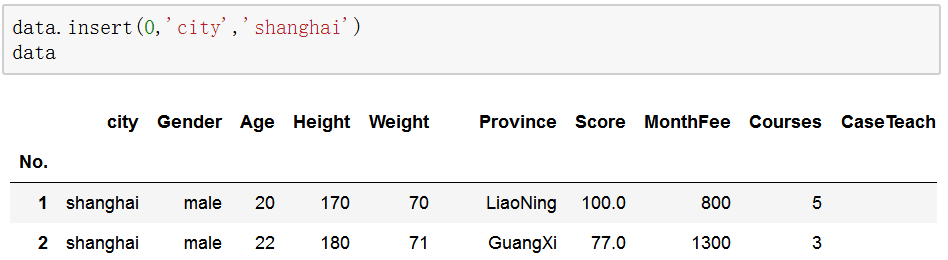 data.insert(0,'city','shanghai')
data
city Gender Age Height Weight Province Score MonthFee Courses CaseTeach
No.
1 shanghai male 20 170 70 LiaoNing 100.0 800 5
2 shanghai male 22 180 71 GuangXi 77.0 1300 3